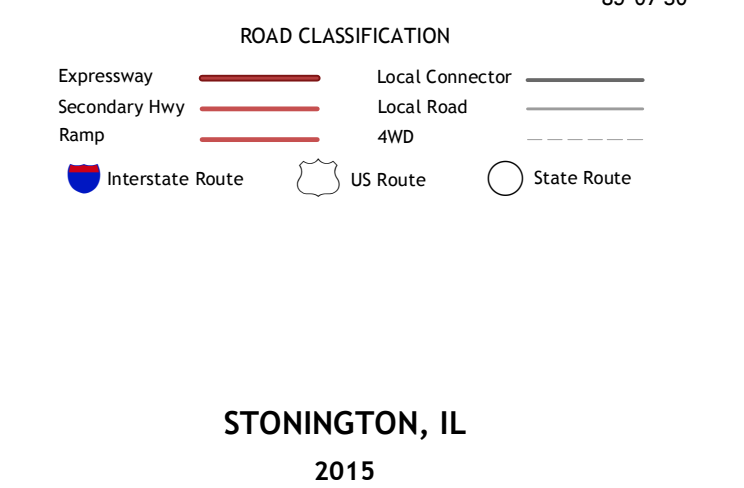 ROAD CLASSIFICATION
Expressway
Local Connector
Secondary Hwy
Local Road
Ramp
4WD
Interstate Route
US Route
State Route
STONINGTON, IL
2015